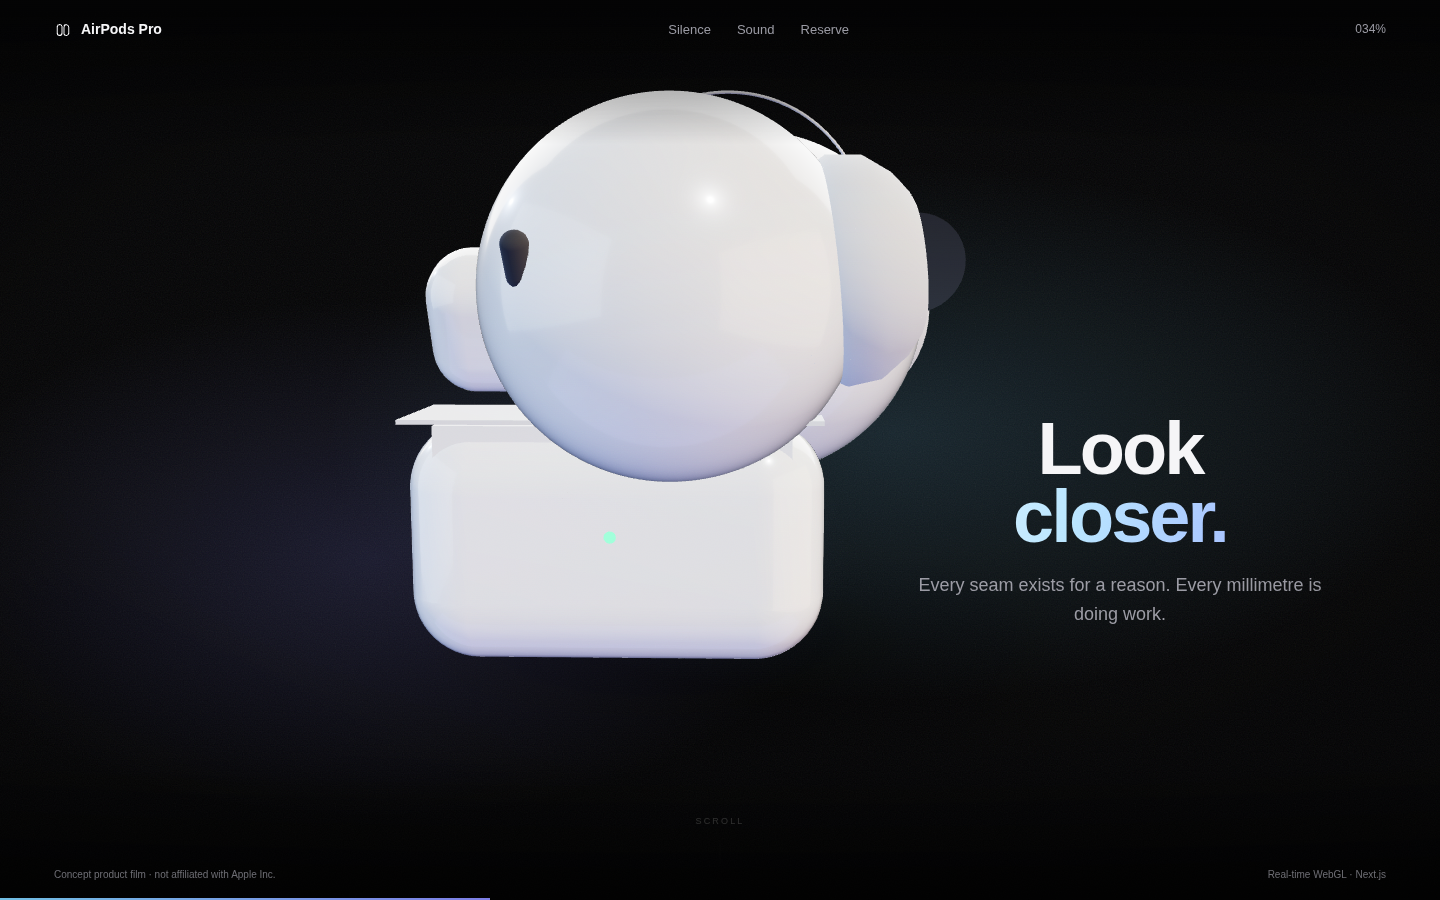 AirPods Pro
Silence
Sound
Reserve
034%
Look
closer.
Every seam exists for a reason. Every millimetre is
doing work.
SCROLL
Concept product film · not affiliated with Apple Inc.
Real-time WebGL · Next.js